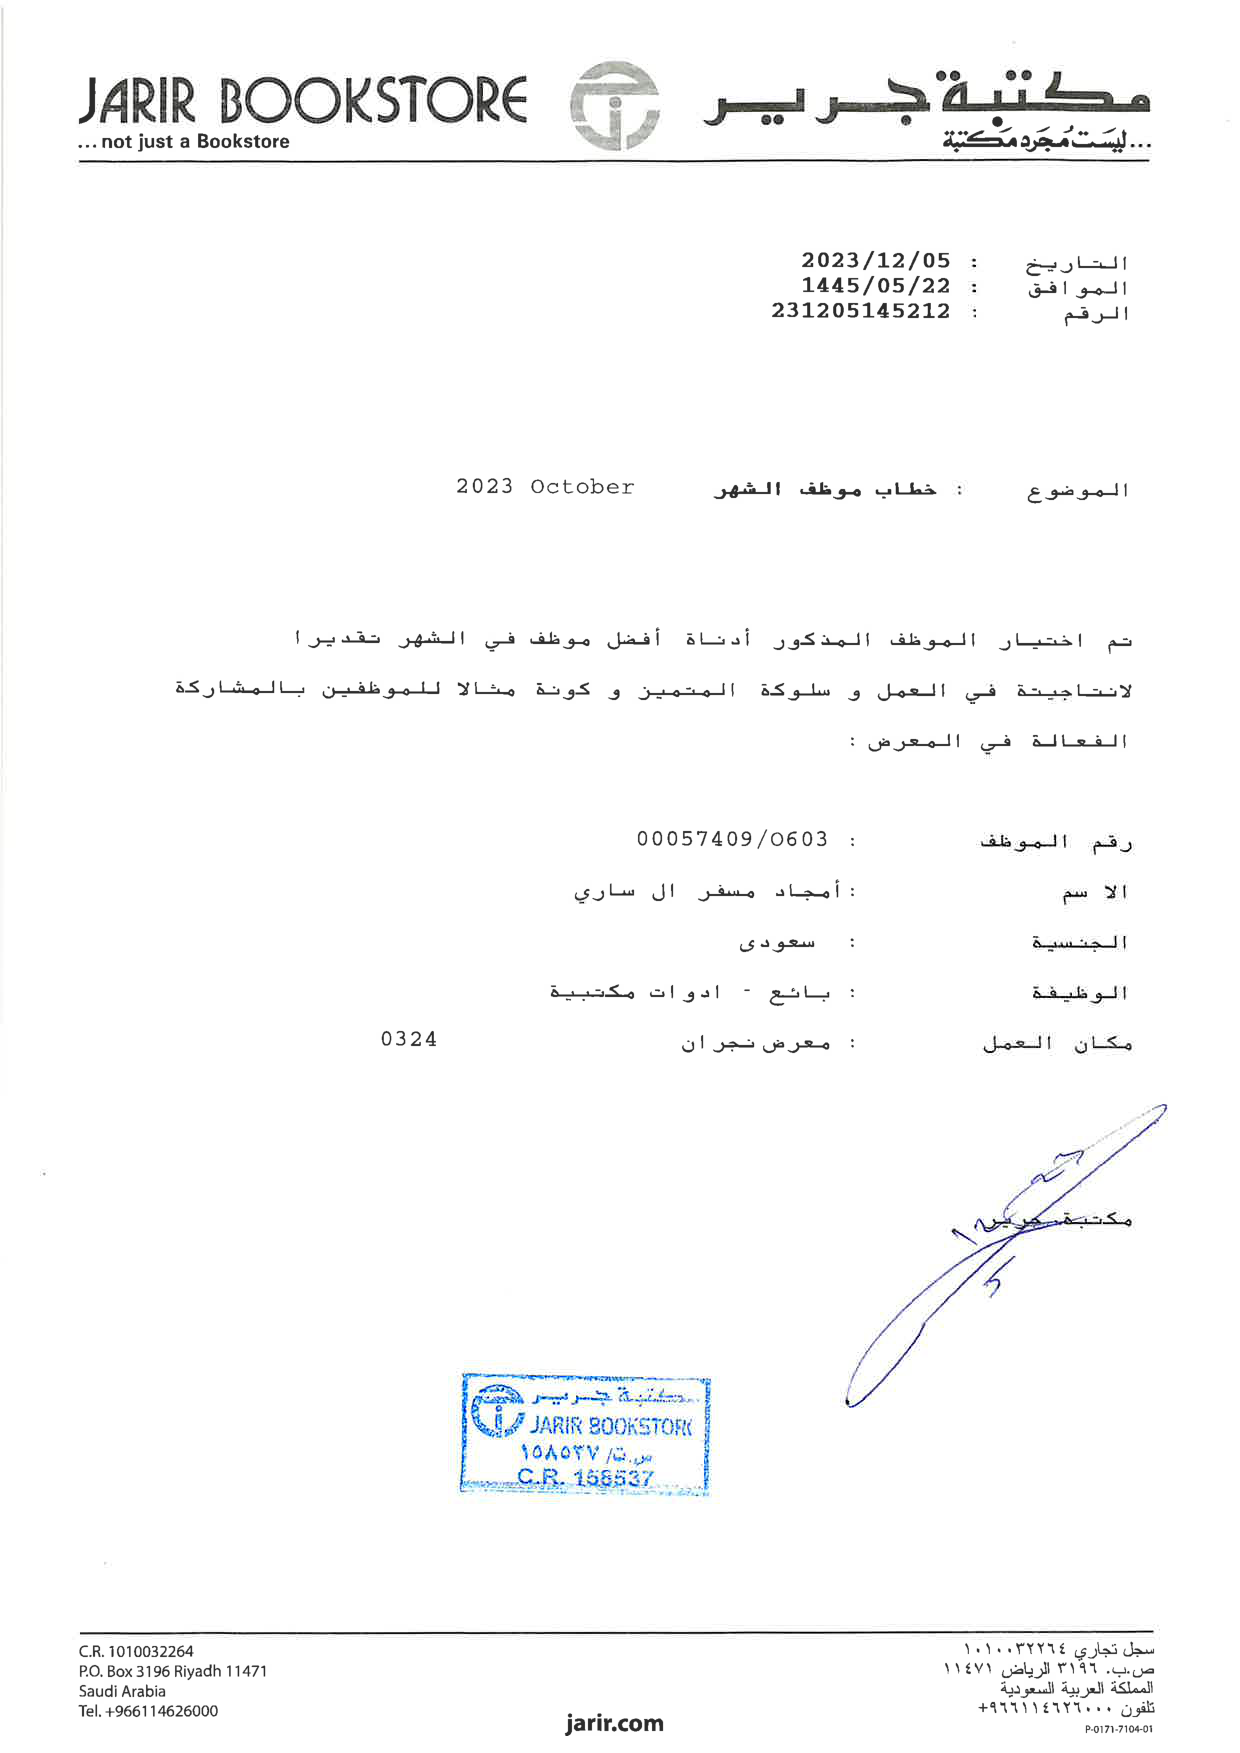 JARIR BOOKSTORE
... not just a Bookstore
مكتبة جرير
...ليست مجرد مكتبة
التاريخ : 2023/12/05
الموافق : 1445/05/22
الرقم : 231205145212
الموضوع : خطاب موظف الشهر 2023 October
تم اختيار الموظف المذكور أدناة أفضل موظف في الشهر تقديرا
لانتاجيتة في العمل و سلوكة المتميز و كونة مثالا للموظفين بالمشاركة
الفعالة في المعرض :
رقم الموظف : 00057409/0603
الاسم : أمجاد مسفر ال ساري
الجنسية : سعودى
الوظيفة : بائع - ادوات مكتبية
مكان العمل : معرض نجران 0324
مكتبة جرير
مكتبة جرير
JARIR BOOKSTORE
س.ت/ ١٥٨٥٣٧
C.R. 158537
C.R. 1010032264
P.O. Box 3196 Riyadh 11471
Saudi Arabia
Tel. +966114626000
jarir.com
سجل تجاري ١٠١٠٠٣٢٢٦٤
ص.ب. ٣١٩٦ الرياض ١١٤٧١
المملكة العربية السعودية
تلفون ٩٦٦١١٤٦٢٦٠٠٠+
P-0171-7104-01